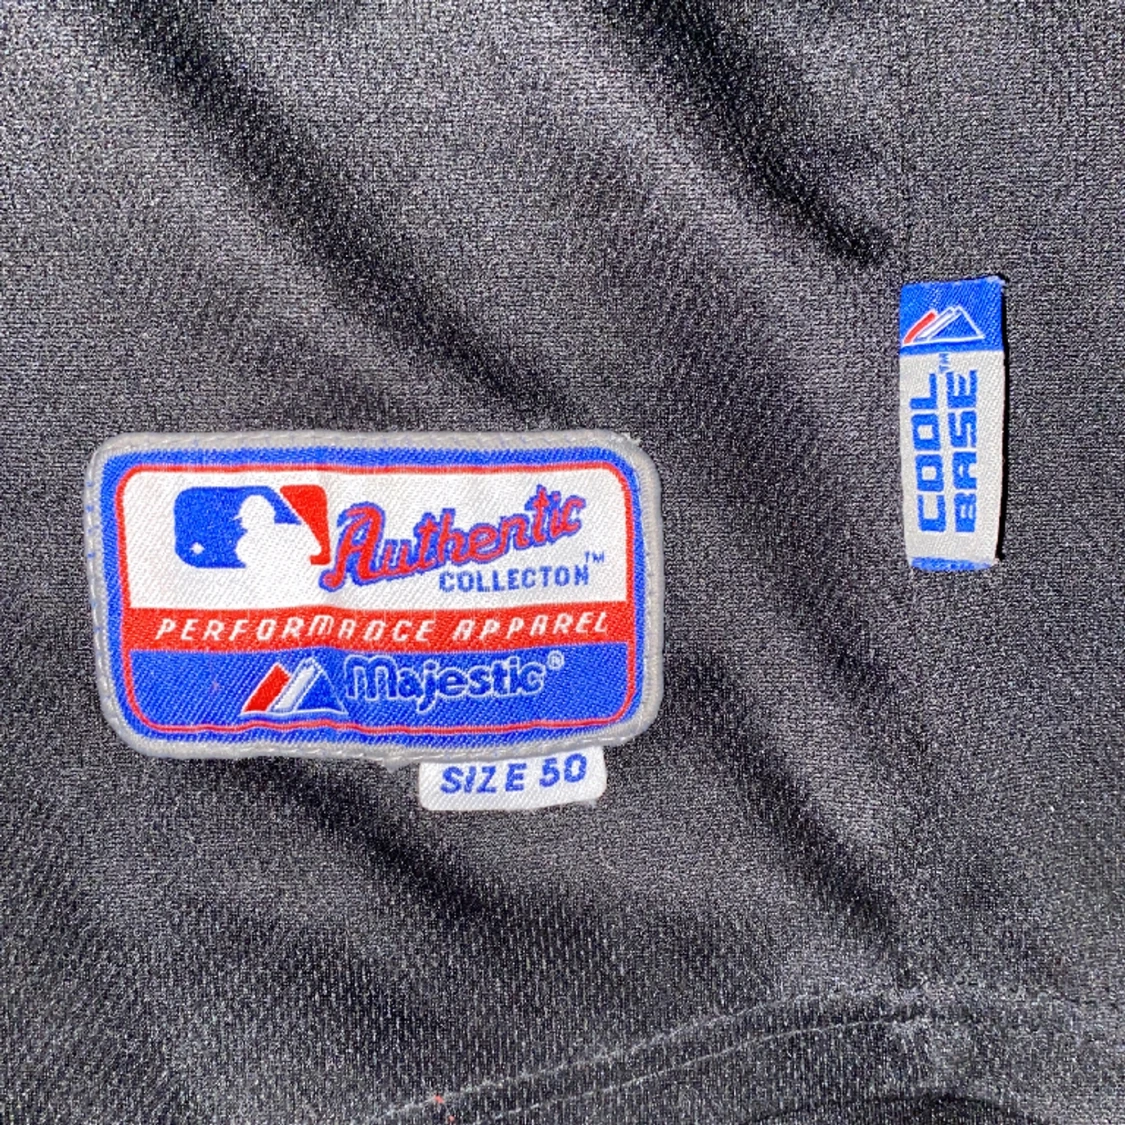 Authentic
COLLECTON™
PERFORMANCE APPAREL
Majestic®
SIZE 50
COOL
BASE™